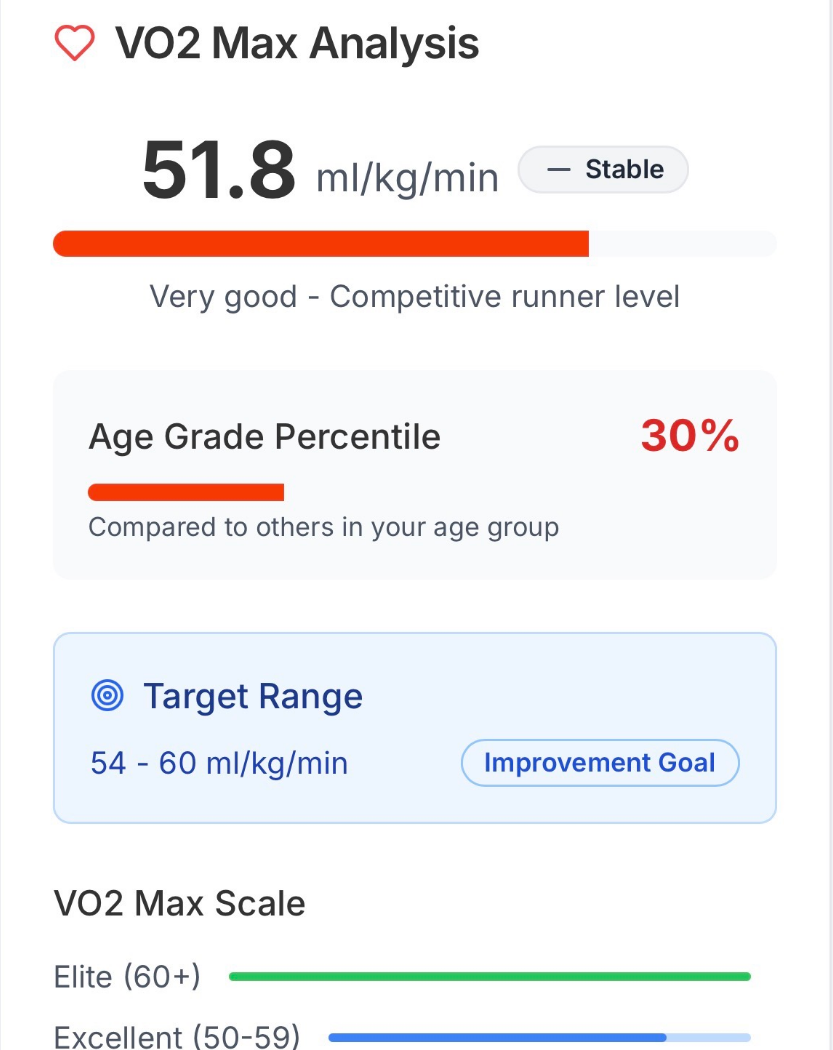 VO2 Max Analysis
51.8 ml/kg/min — Stable
Very good - Competitive runner level
Age Grade Percentile 30%
Compared to others in your age group
Target Range
54 - 60 ml/kg/min Improvement Goal
VO2 Max Scale
Elite (60+)
Excellent (50-59)